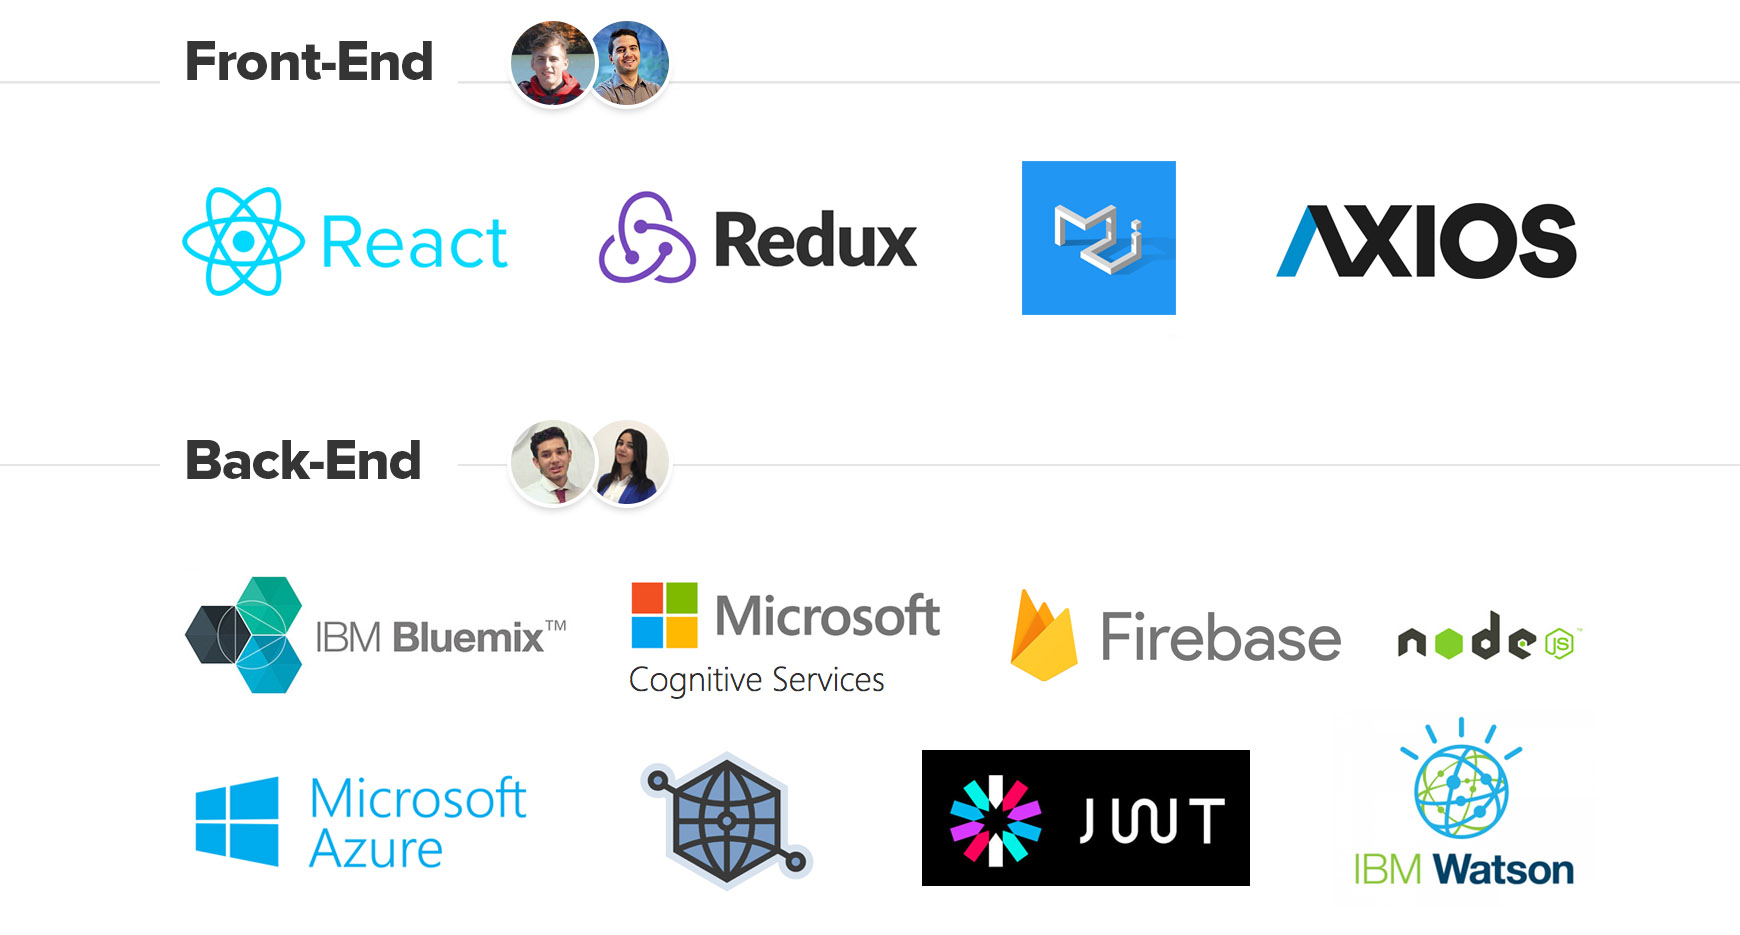 Front-End
React
Redux
AXIOS
Back-End
IBM Bluemix™
Microsoft
Cognitive Services
Firebase
node
JS™
Microsoft
Azure
JWT
IBM Watson